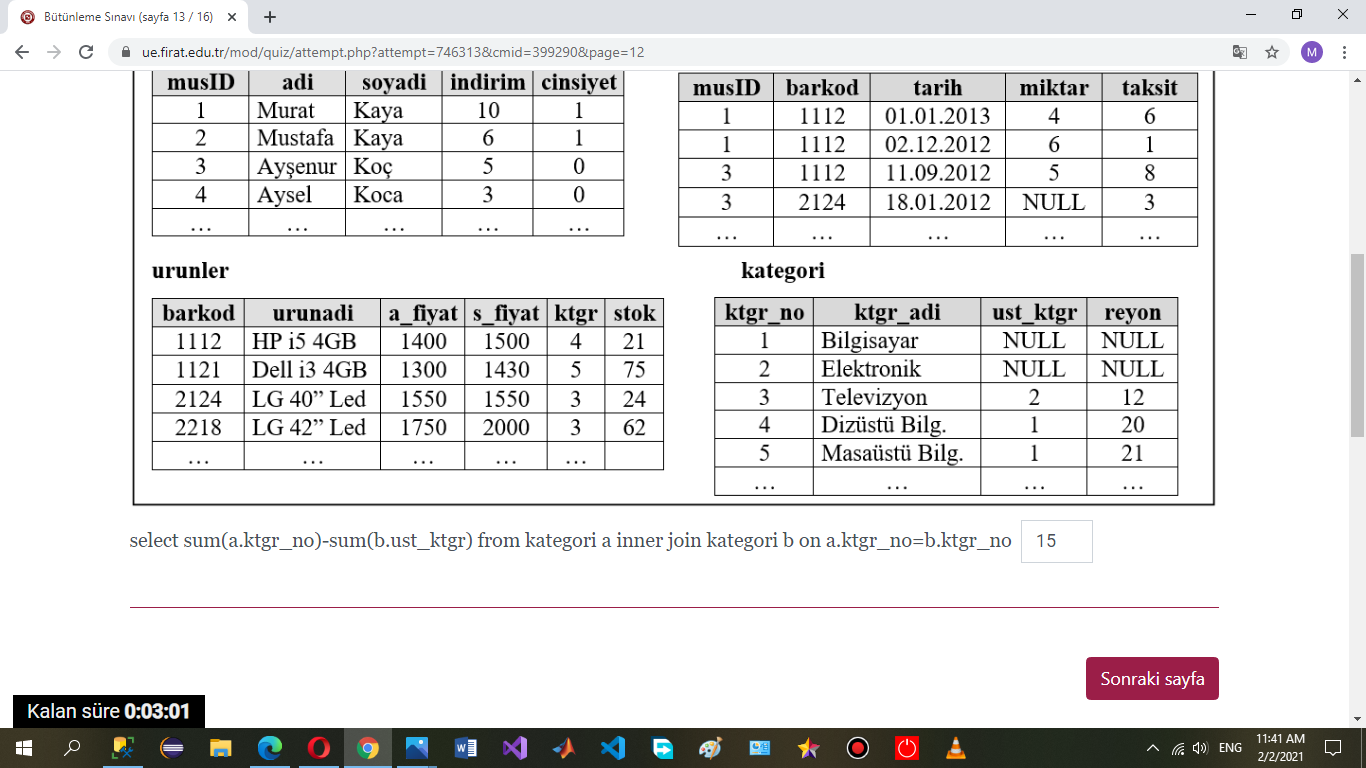 Bütünleme Sınavı (sayfa 13 / 16)
ue.firat.edu.tr/mod/quiz/attempt.php?attempt=746313&cmid=399290&page=12
M
musID adi soyadi indirim cinsiyet
1 Murat Kaya 10 1
2 Mustafa Kaya 6 1
3 Ayşenur Koç 5 0
4 Aysel Koca 3 0
… … … … …
musID barkod tarih miktar taksit
1 1112 01.01.2013 4 6
1 1112 02.12.2012 6 1
3 1112 11.09.2012 5 8
3 2124 18.01.2012 NULL 3
… … … … …
urunler
barkod urunadi a_fiyat s_fiyat ktgr stok
1112 HP i5 4GB 1400 1500 4 21
1121 Dell i3 4GB 1300 1430 5 75
2124 LG 40” Led 1550 1550 3 24
2218 LG 42” Led 1750 2000 3 62
… … … … …
kategori
ktgr_no ktgr_adi ust_ktgr reyon
1 Bilgisayar NULL NULL
2 Elektronik NULL NULL
3 Televizyon 2 12
4 Dizüstü Bilg. 1 20
5 Masaüstü Bilg. 1 21
… … … …
select sum(a.ktgr_no)-sum(b.ust_ktgr) from kategori a inner join kategori b on a.ktgr_no=b.ktgr_no 15
Sonraki sayfa
Kalan süre 0:03:01
ENG
11:41 AM
2/2/2021